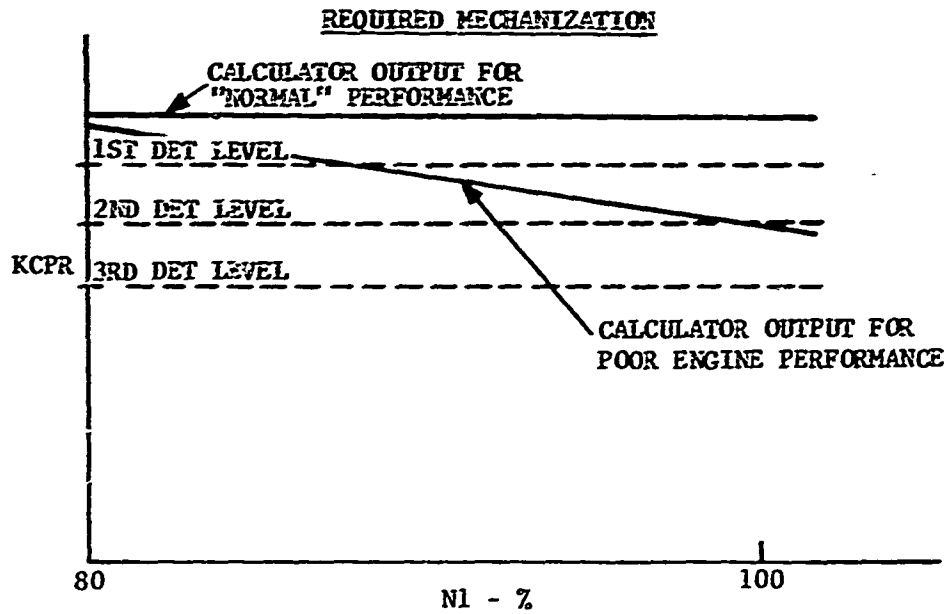 REQUIRED MECHANIZATION
CALCULATOR OUTPUT FOR
"NORMAL" PERFORMANCE
1ST DET LEVEL
2ND DET LEVEL
KCPR
3RD DET LEVEL
CALCULATOR OUTPUT FOR
POOR ENGINE PERFORMANCE
80
100
N1 - %